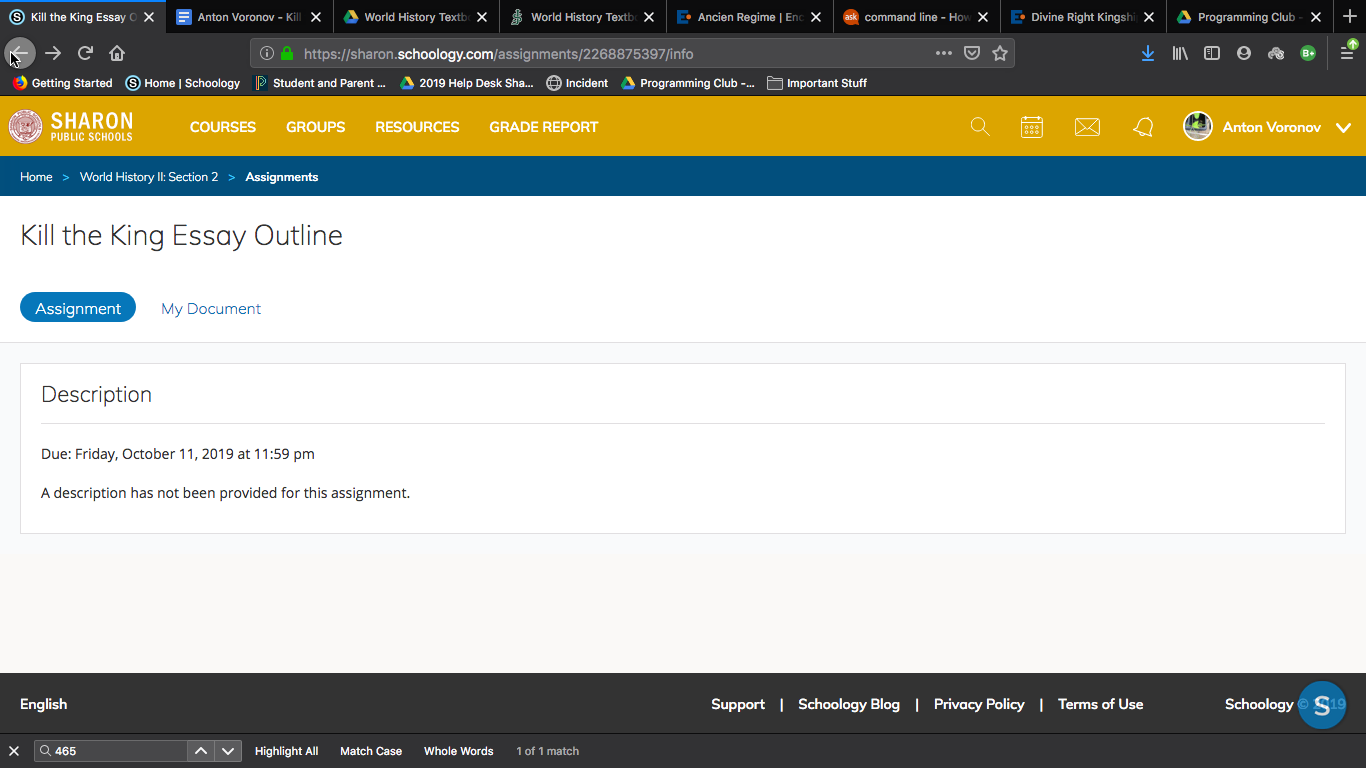 Kill the King Essay O
Anton Voronov - Kil
World History Textb
World History Textb
Ancien Regime | Enc
ask command line - How
Divine Right Kingshi
Programming Club -
https://sharon.schoology.com/assignments/2268875397/info
Getting Started
Home | Schoology
Student and Parent ...
2019 Help Desk Sha...
Incident
Programming Club -...
Important Stuff
SHARON
PUBLIC SCHOOLS
COURSES GROUPS RESOURCES GRADE REPORT
Anton Voronov
Home > World History II: Section 2 > Assignments
Kill the King Essay Outline
Assignment My Document
Description
Due: Friday, October 11, 2019 at 11:59 pm
A description has not been provided for this assignment.
English
Support | Schoology Blog | Privacy Policy | Terms of Use
Schoology © 2019
S
465
Highlight All Match Case Whole Words 1 of 1 match